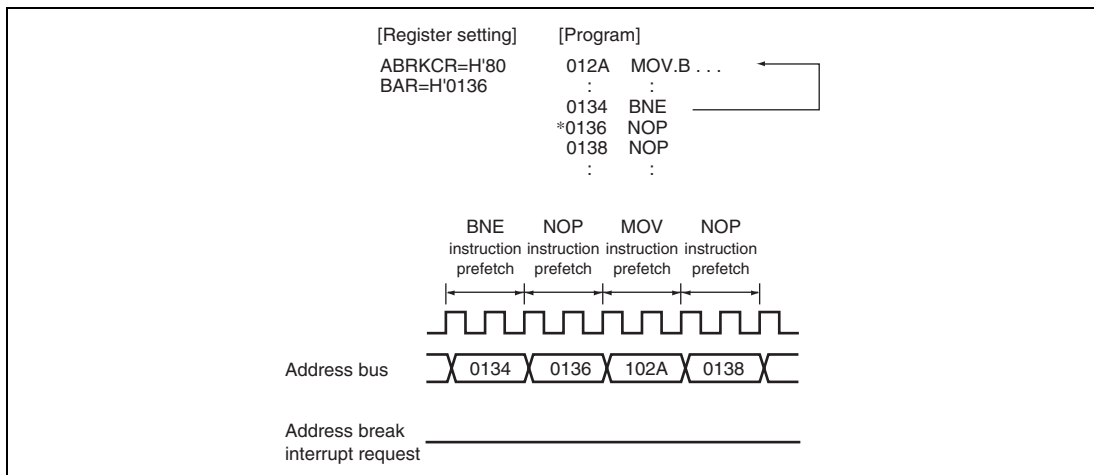 [Register setting] [Program]
ABRKCR=H'80 012A MOV.B . . .
BAR=H'0136 : :
0134 BNE
*0136 NOP
0138 NOP
: :
BNE NOP MOV NOP
instruction instruction instruction instruction
prefetch prefetch prefetch prefetch
Address bus 0134 0136 102A 0138
Address break
interrupt request